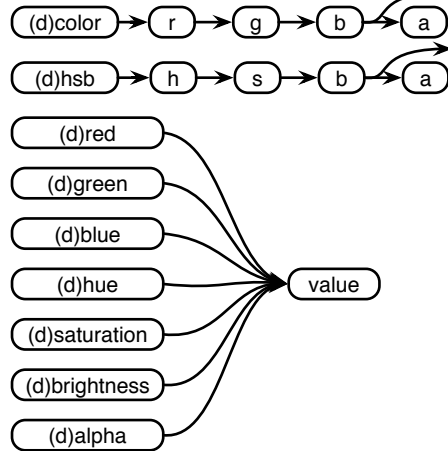 (d)color r g b a
(d)hsb h s b a
(d)red
(d)green
(d)blue
(d)hue
value
(d)saturation
(d)brightness
(d)alpha